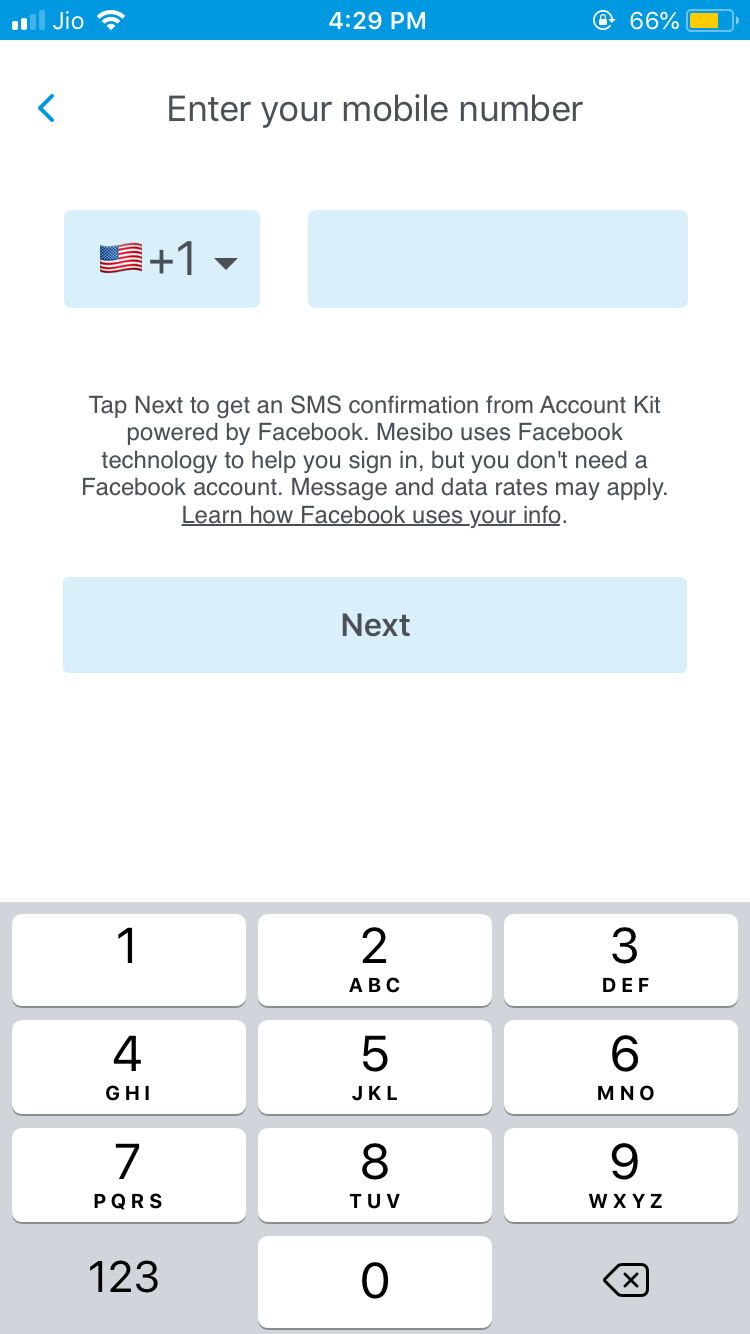 Jio 4:29 PM 66%
Enter your mobile number
+1
Tap Next to get an SMS confirmation from Account Kit
powered by Facebook. Mesibo uses Facebook
technology to help you sign in, but you don't need a
Facebook account. Message and data rates may apply.
Learn how Facebook uses your info.
Next
1 2 3
ABC DEF
4 5 6
GHI JKL MNO
7 8 9
PQRS TUV WXYZ
123 0